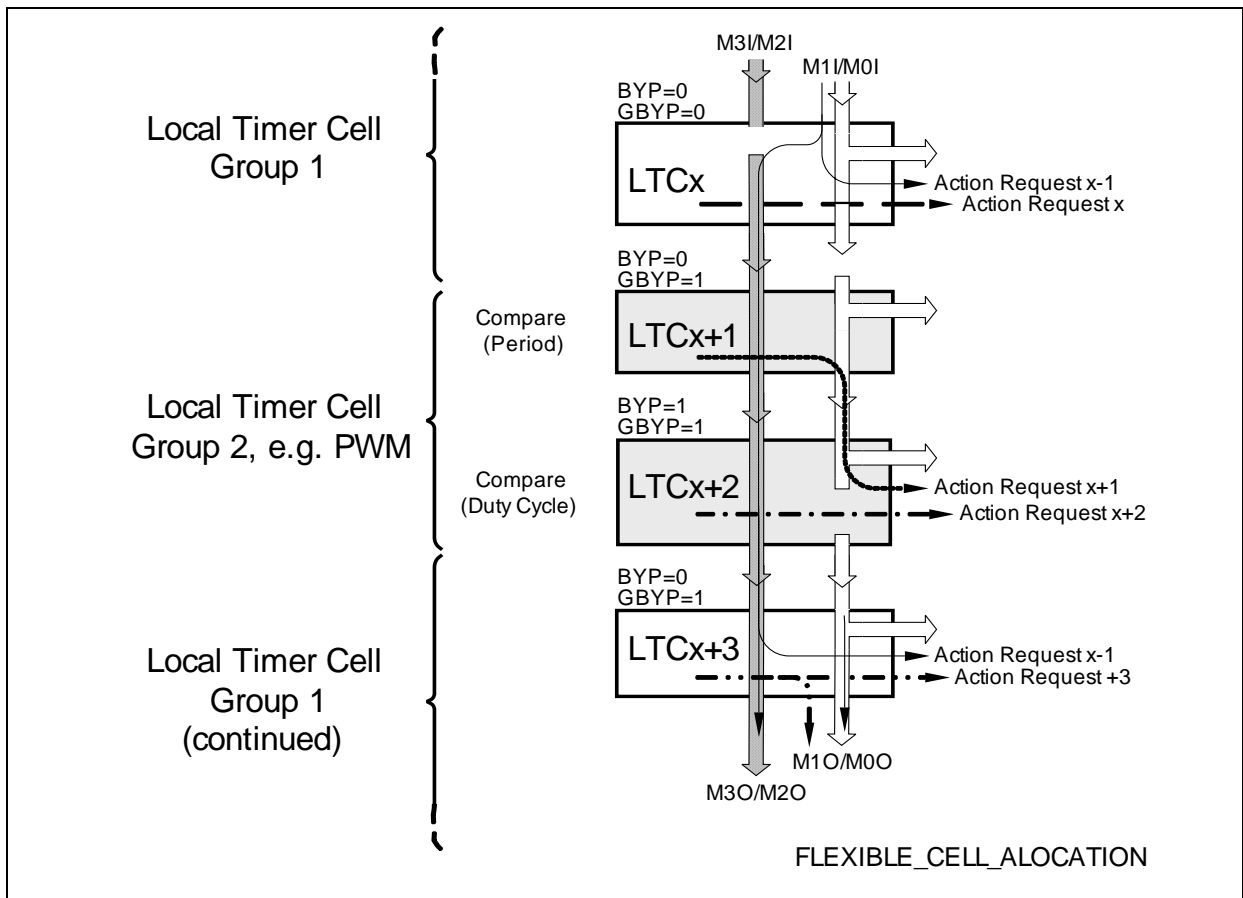 M3I/M2I
M1I/M0I
BYP=0
GBYP=0
Local Timer Cell
Group 1
LTCx
Action Request x-1
Action Request x
BYP=0
GBYP=1
Compare
(Period)
LTCx+1
Local Timer Cell
Group 2, e.g. PWM
BYP=1
GBYP=1
Compare
(Duty Cycle)
LTCx+2
Action Request x+1
Action Request x+2
BYP=0
GBYP=1
Local Timer Cell
Group 1
(continued)
LTCx+3
Action Request x-1
Action Request +3
M1O/M0O
M3O/M2O
FLEXIBLE_CELL_ALOCATION